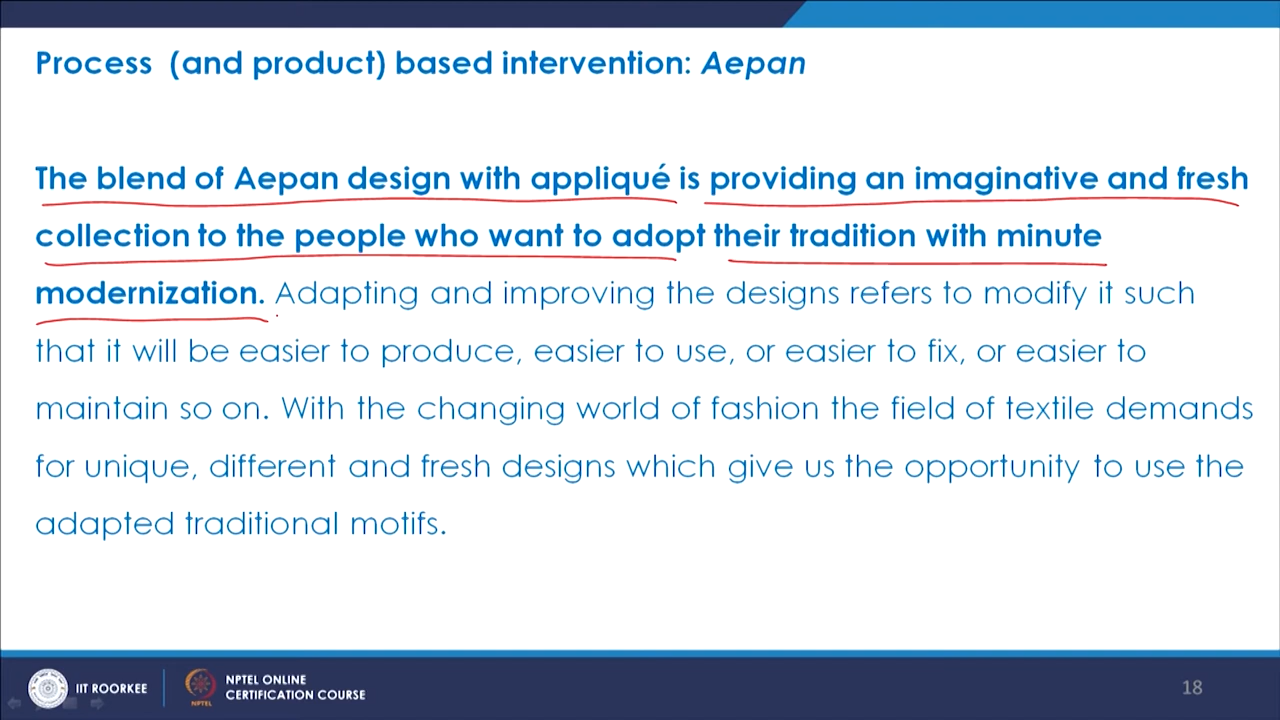 Process (and product) based intervention: Aepan
The blend of Aepan design with appliqué is providing an imaginative and fresh
collection to the people who want to adopt their tradition with minute
modernization. Adapting and improving the designs refers to modify it such
that it will be easier to produce, easier to use, or easier to fix, or easier to
maintain so on. With the changing world of fashion the field of textile demands
for unique, different and fresh designs which give us the opportunity to use the
adapted traditional motifs.
IIT ROORKEE
NPTEL
NPTEL ONLINE
CERTIFICATION COURSE
18